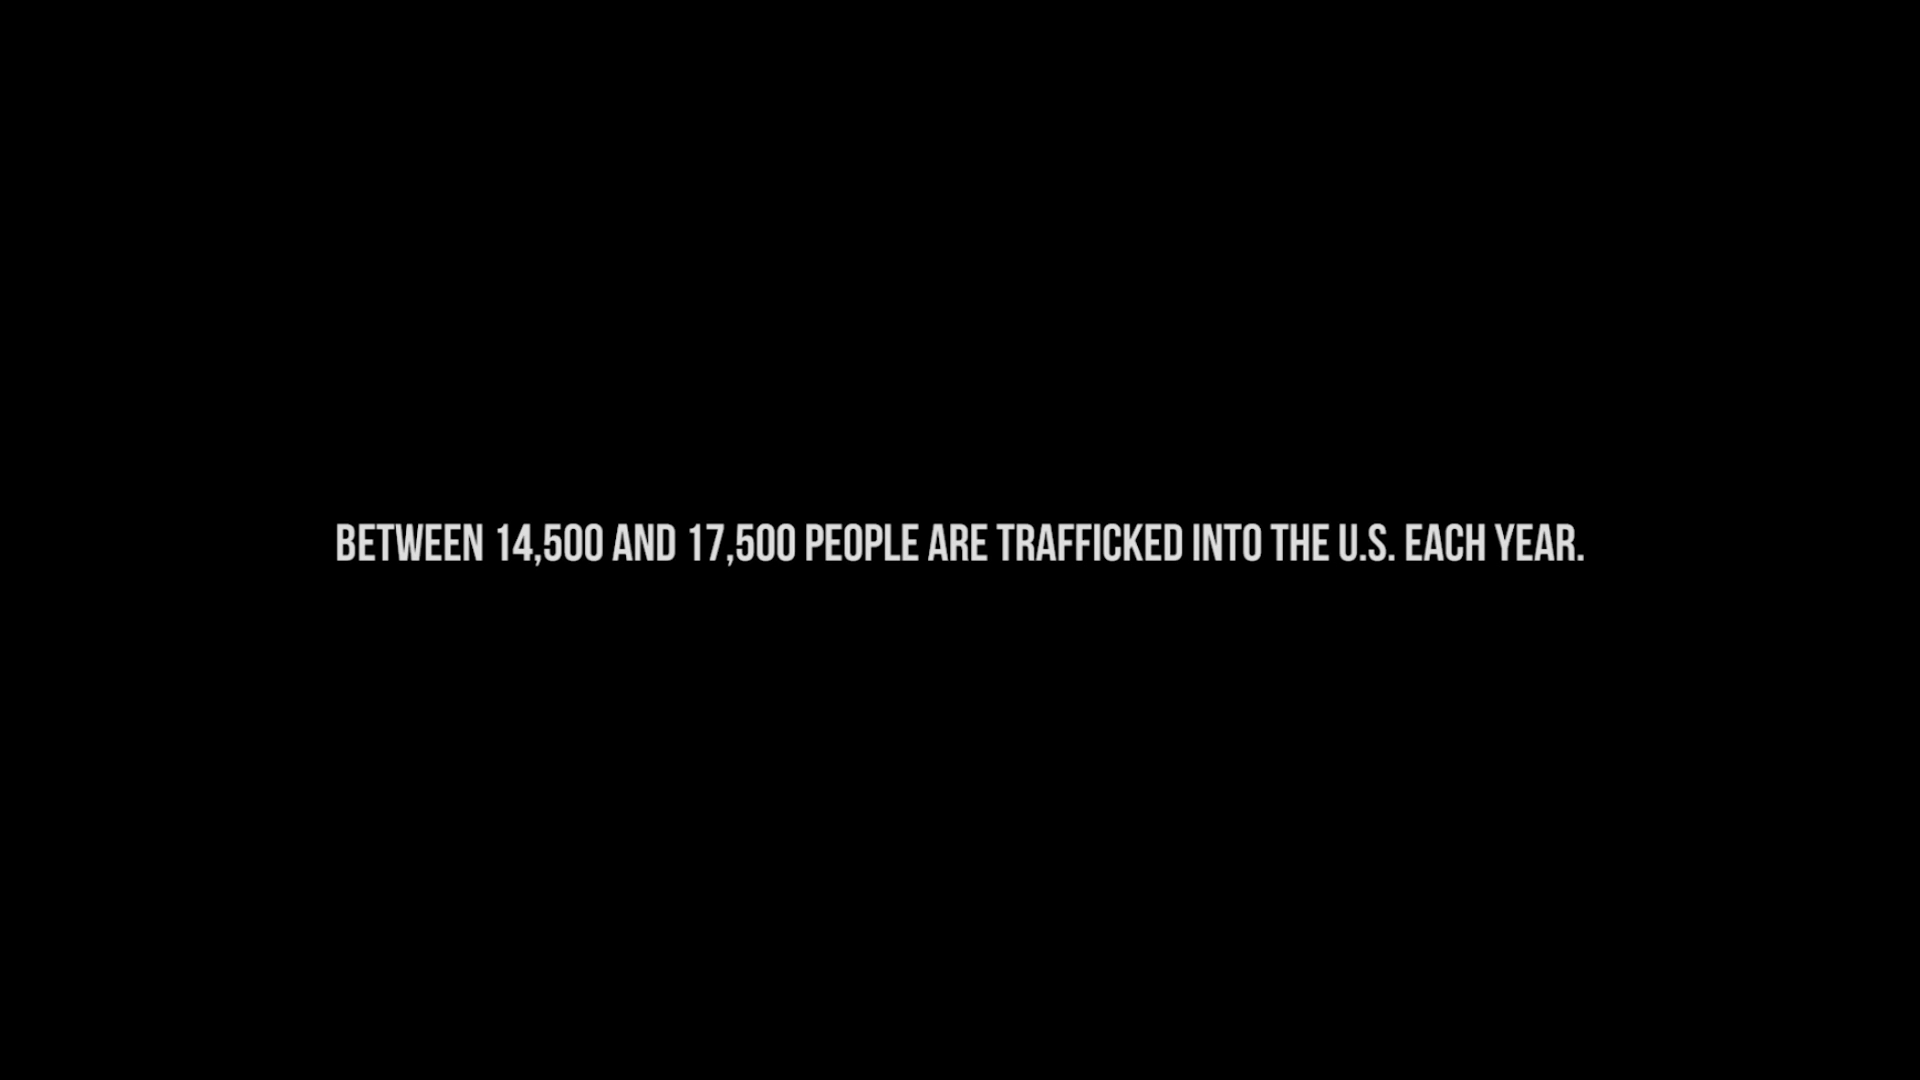 BETWEEN 14,500 AND 17,500 PEOPLE ARE TRAFFICKED INTO THE U.S. EACH YEAR.